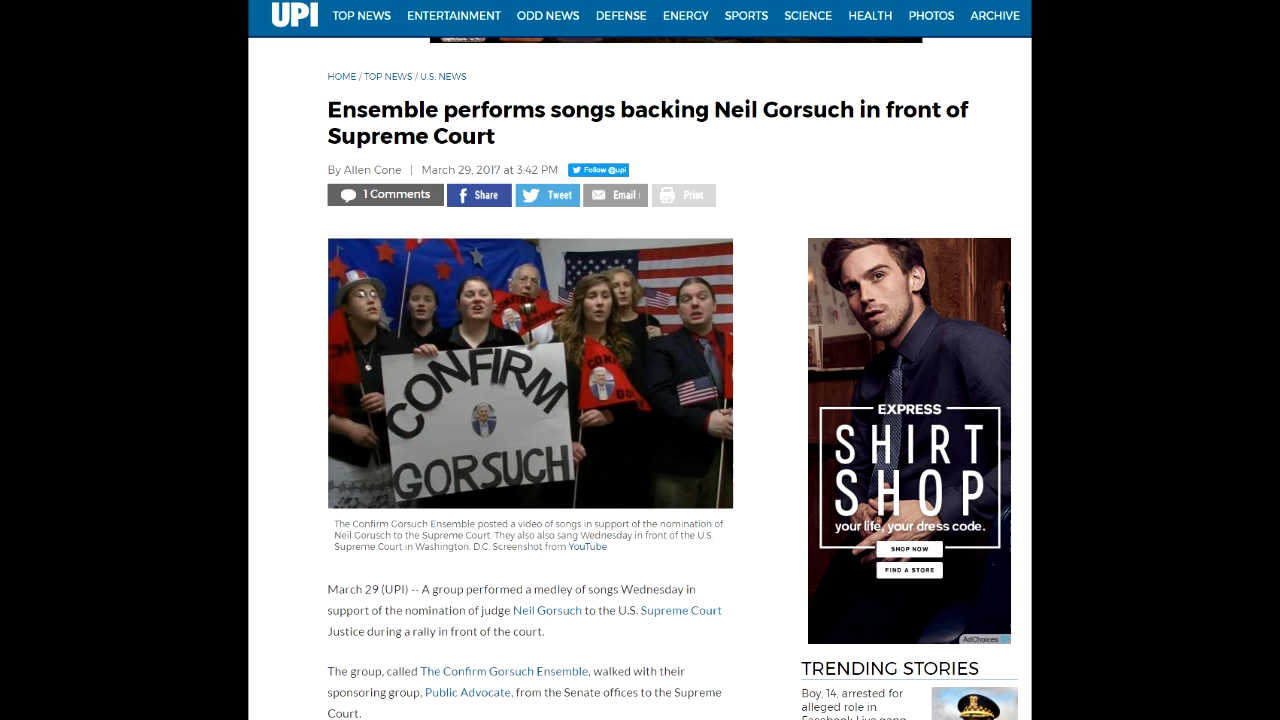 UPI TOP NEWS ENTERTAINMENT ODD NEWS DEFENSE ENERGY SPORTS SCIENCE HEALTH PHOTOS ARCHIVE
HOME / TOP NEWS / U.S. NEWS
Ensemble performs songs backing Neil Gorsuch in front of
Supreme Court
By Allen Cone | March 29, 2017 at 3:42 PM Follow @upi
1 Comments Share Tweet Email Print
CONFIRM
GORSUCH
The Confirm Gorsuch Ensemble posted a video of songs in support of the nomination of
Neil Gorusch to the Supreme Court. They also also sang Wednesday in front of the U.S.
Supreme Court in Washington, D.C. Screenshot from YouTube
March 29 (UPI) -- A group performed a medley of songs Wednesday in
support of the nomination of judge Neil Gorsuch to the U.S. Supreme Court
Justice during a rally in front of the court.
The group, called The Confirm Gorsuch Ensemble, walked with their
sponsoring group, Public Advocate, from the Senate offices to the Supreme
Court.
EXPRESS
SHIRT
SHOP
your life, your dress code.
SHOP NOW
FIND A STORE
AdChoices
TRENDING STORIES
Boy, 14, arrested for
alleged role in
Facebook Live gang